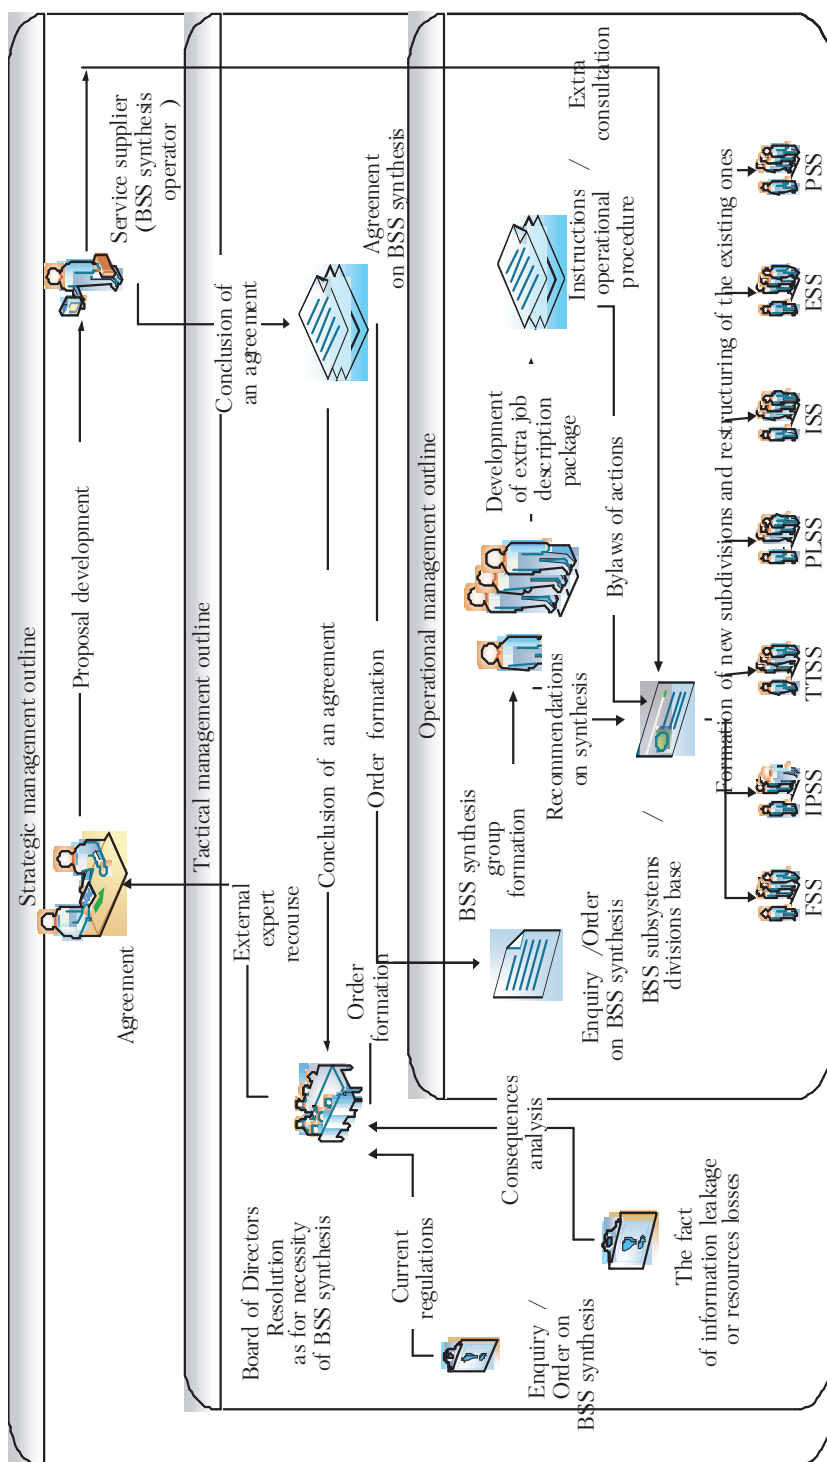 Strategic management outline
Agreement
Proposal development
Service supplier
(BSS synthesis
operator )
Tactical management outline
Board of Directors
Resolution
as for necessity
of BSS synthesis
External
expert
recourse
Conclusion of
an agreement
Agreement
on BSS synthesis
Order
formation
Conclusion of an agreement
Order formation
Current
regulations
Enquiry /
Order on
BSS synthesis
Consequences
analysis
The fact
of information leakage
or resources losses
Operational management outline
Enquiry /Order
on BSS synthesis
BSS synthesis
group
formation
Development
of extra job
description
package
Instructions /
operational
procedure
Extra
consultation
Recommendations
on synthesis
Bylaws of actions
BSS subsystems /
divisions base
Formation of new subdivisions and restructuring of the existing ones
FSS
IPSS
TTSS
PLSS
ISS
ESS
PSS